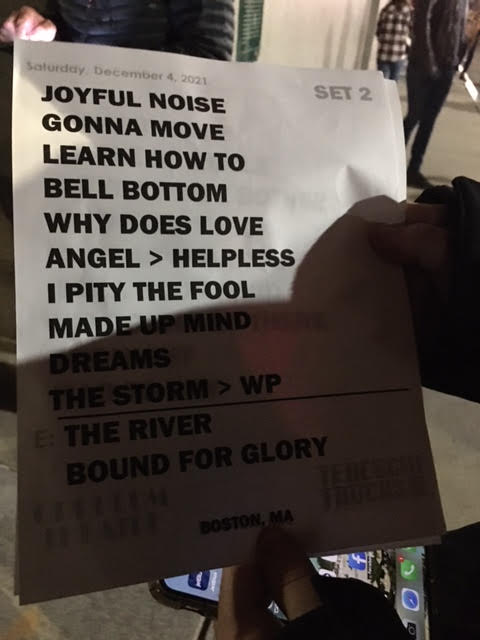 Saturday, December 4, 2021
SET 2
JOYFUL NOISE
GONNA MOVE
LEARN HOW TO
BELL BOTTOM
WHY DOES LOVE
ANGEL > HELPLESS
I PITY THE FOOL
MADE UP MIND
DREAMS
THE STORM > WP
E: THE RIVER
BOUND FOR GLORY
TEDESCHI
TRUCKS
BOSTON, MA